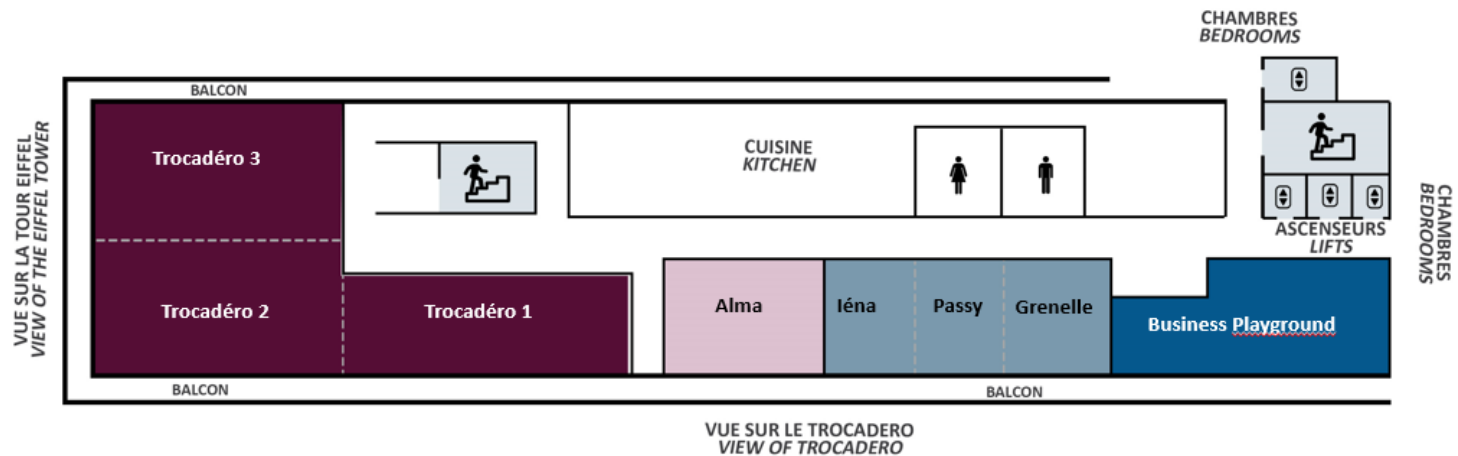 CHAMBRES
BEDROOMS
BALCON
VUE SUR LA TOUR EIFFEL
VIEW OF THE EIFFEL TOWER
Trocadéro 3
CUISINE
KITCHEN
ASCENSEURS
LIFTS
CHAMBRES
BEDROOMS
Trocadéro 2
Trocadéro 1
Alma
Iéna
Passy
Grenelle
Business Playground
BALCON
BALCON
VUE SUR LE TROCADERO
VIEW OF TROCADERO